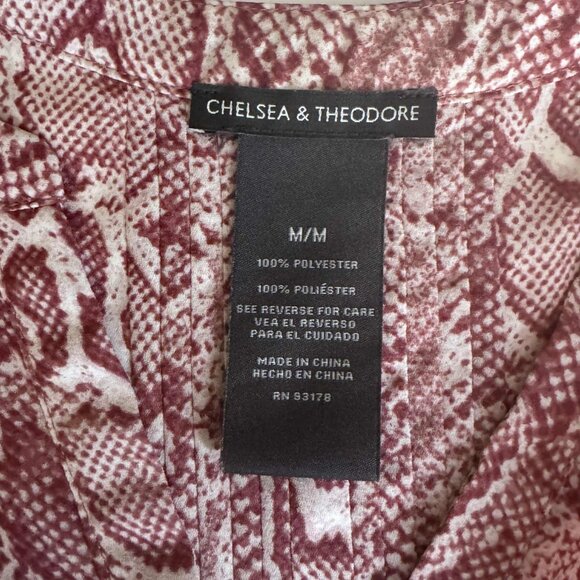 CHELSEA & THEODORE
M/M
100% POLYESTER
100% POLIÉSTER
SEE REVERSE FOR CARE
VEA EL REVERSO
PARA EL CUIDADO
MADE IN CHINA
HECHO EN CHINA
RN 93178